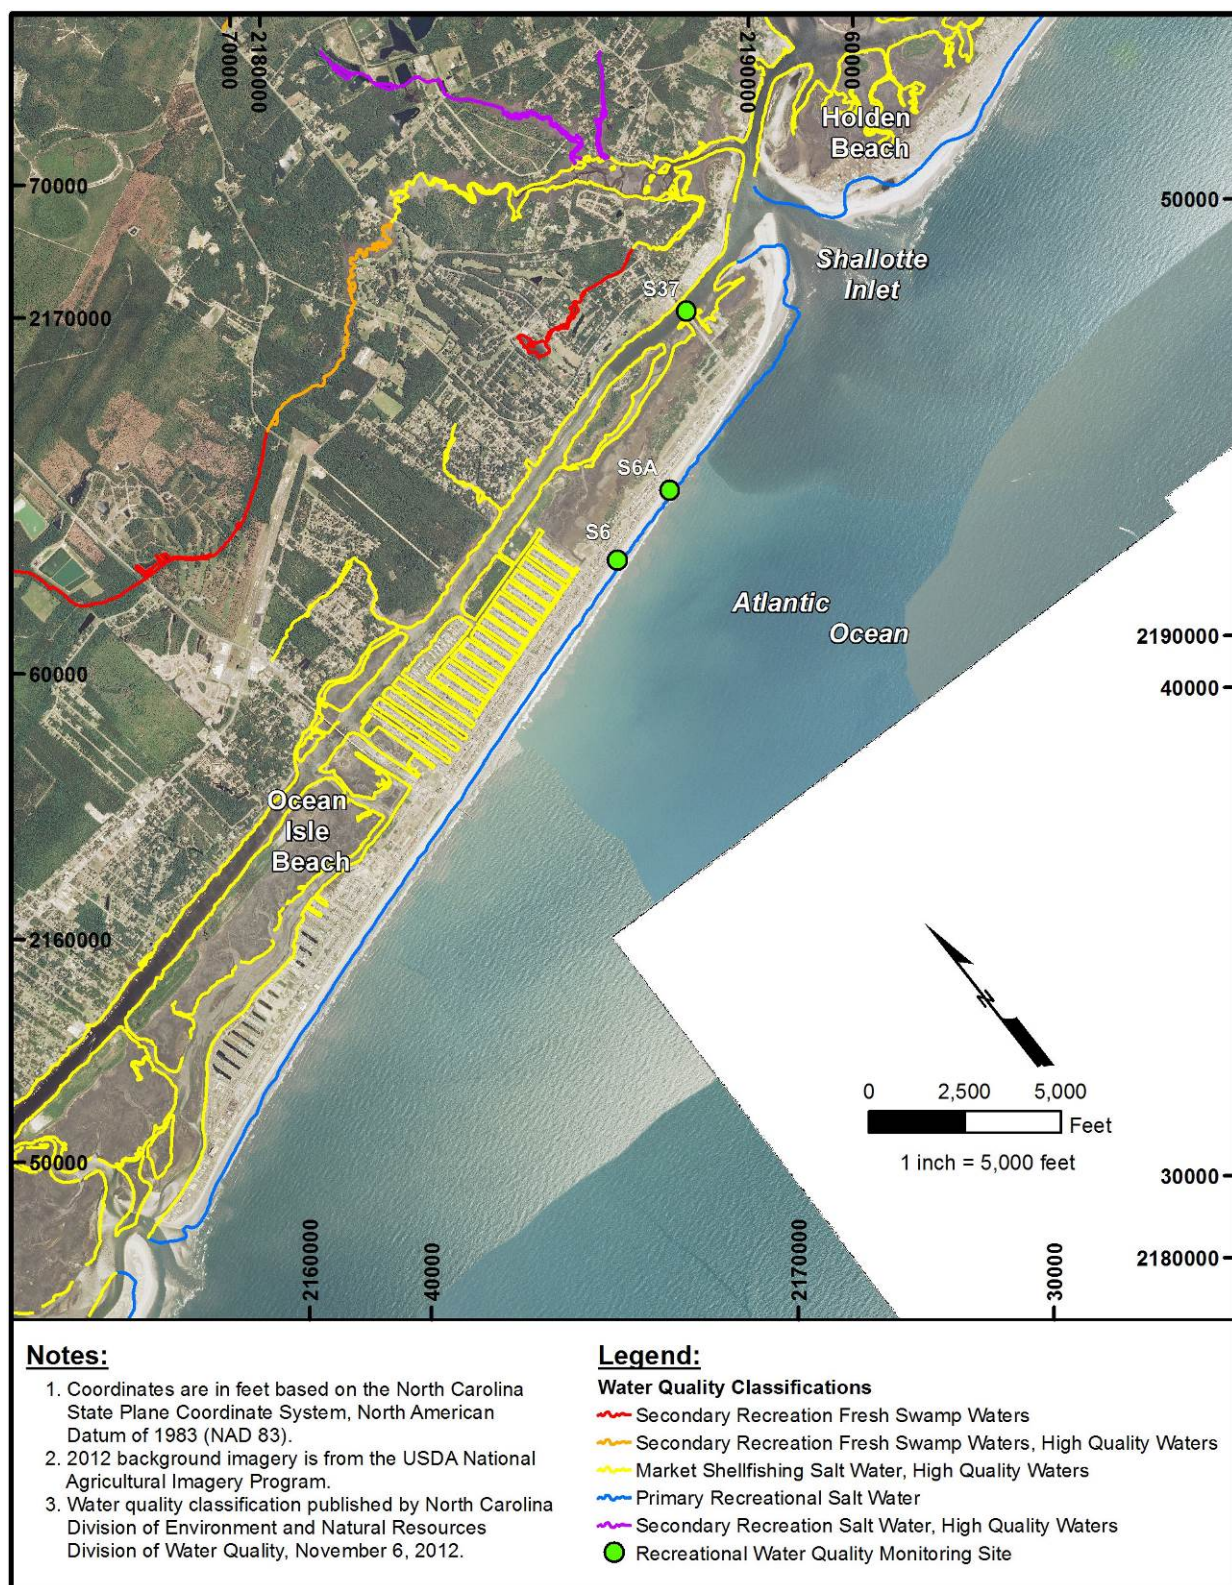 700000
2180000
2190000
60000
Holden
Beach
70000
50000
Shallotte
Inlet
S37
2170000
S6A
S6
Atlantic
Ocean
2190000
60000
40000
Ocean
Isle
Beach
2160000
N
0 2,500 5,000
Feet
1 inch = 5,000 feet
50000
30000
2160000
40000
2170000
30000
2180000
Notes:
1. Coordinates are in feet based on the North Carolina
State Plane Coordinate System, North American
Datum of 1983 (NAD 83).
2. 2012 background imagery is from the USDA National
Agricultural Imagery Program.
3. Water quality classification published by North Carolina
Division of Environment and Natural Resources
Division of Water Quality, November 6, 2012.
Legend:
Water Quality Classifications
Secondary Recreation Fresh Swamp Waters
Secondary Recreation Fresh Swamp Waters, High Quality Waters
Market Shellfishing Salt Water, High Quality Waters
Primary Recreational Salt Water
Secondary Recreation Salt Water, High Quality Waters
Recreational Water Quality Monitoring Site